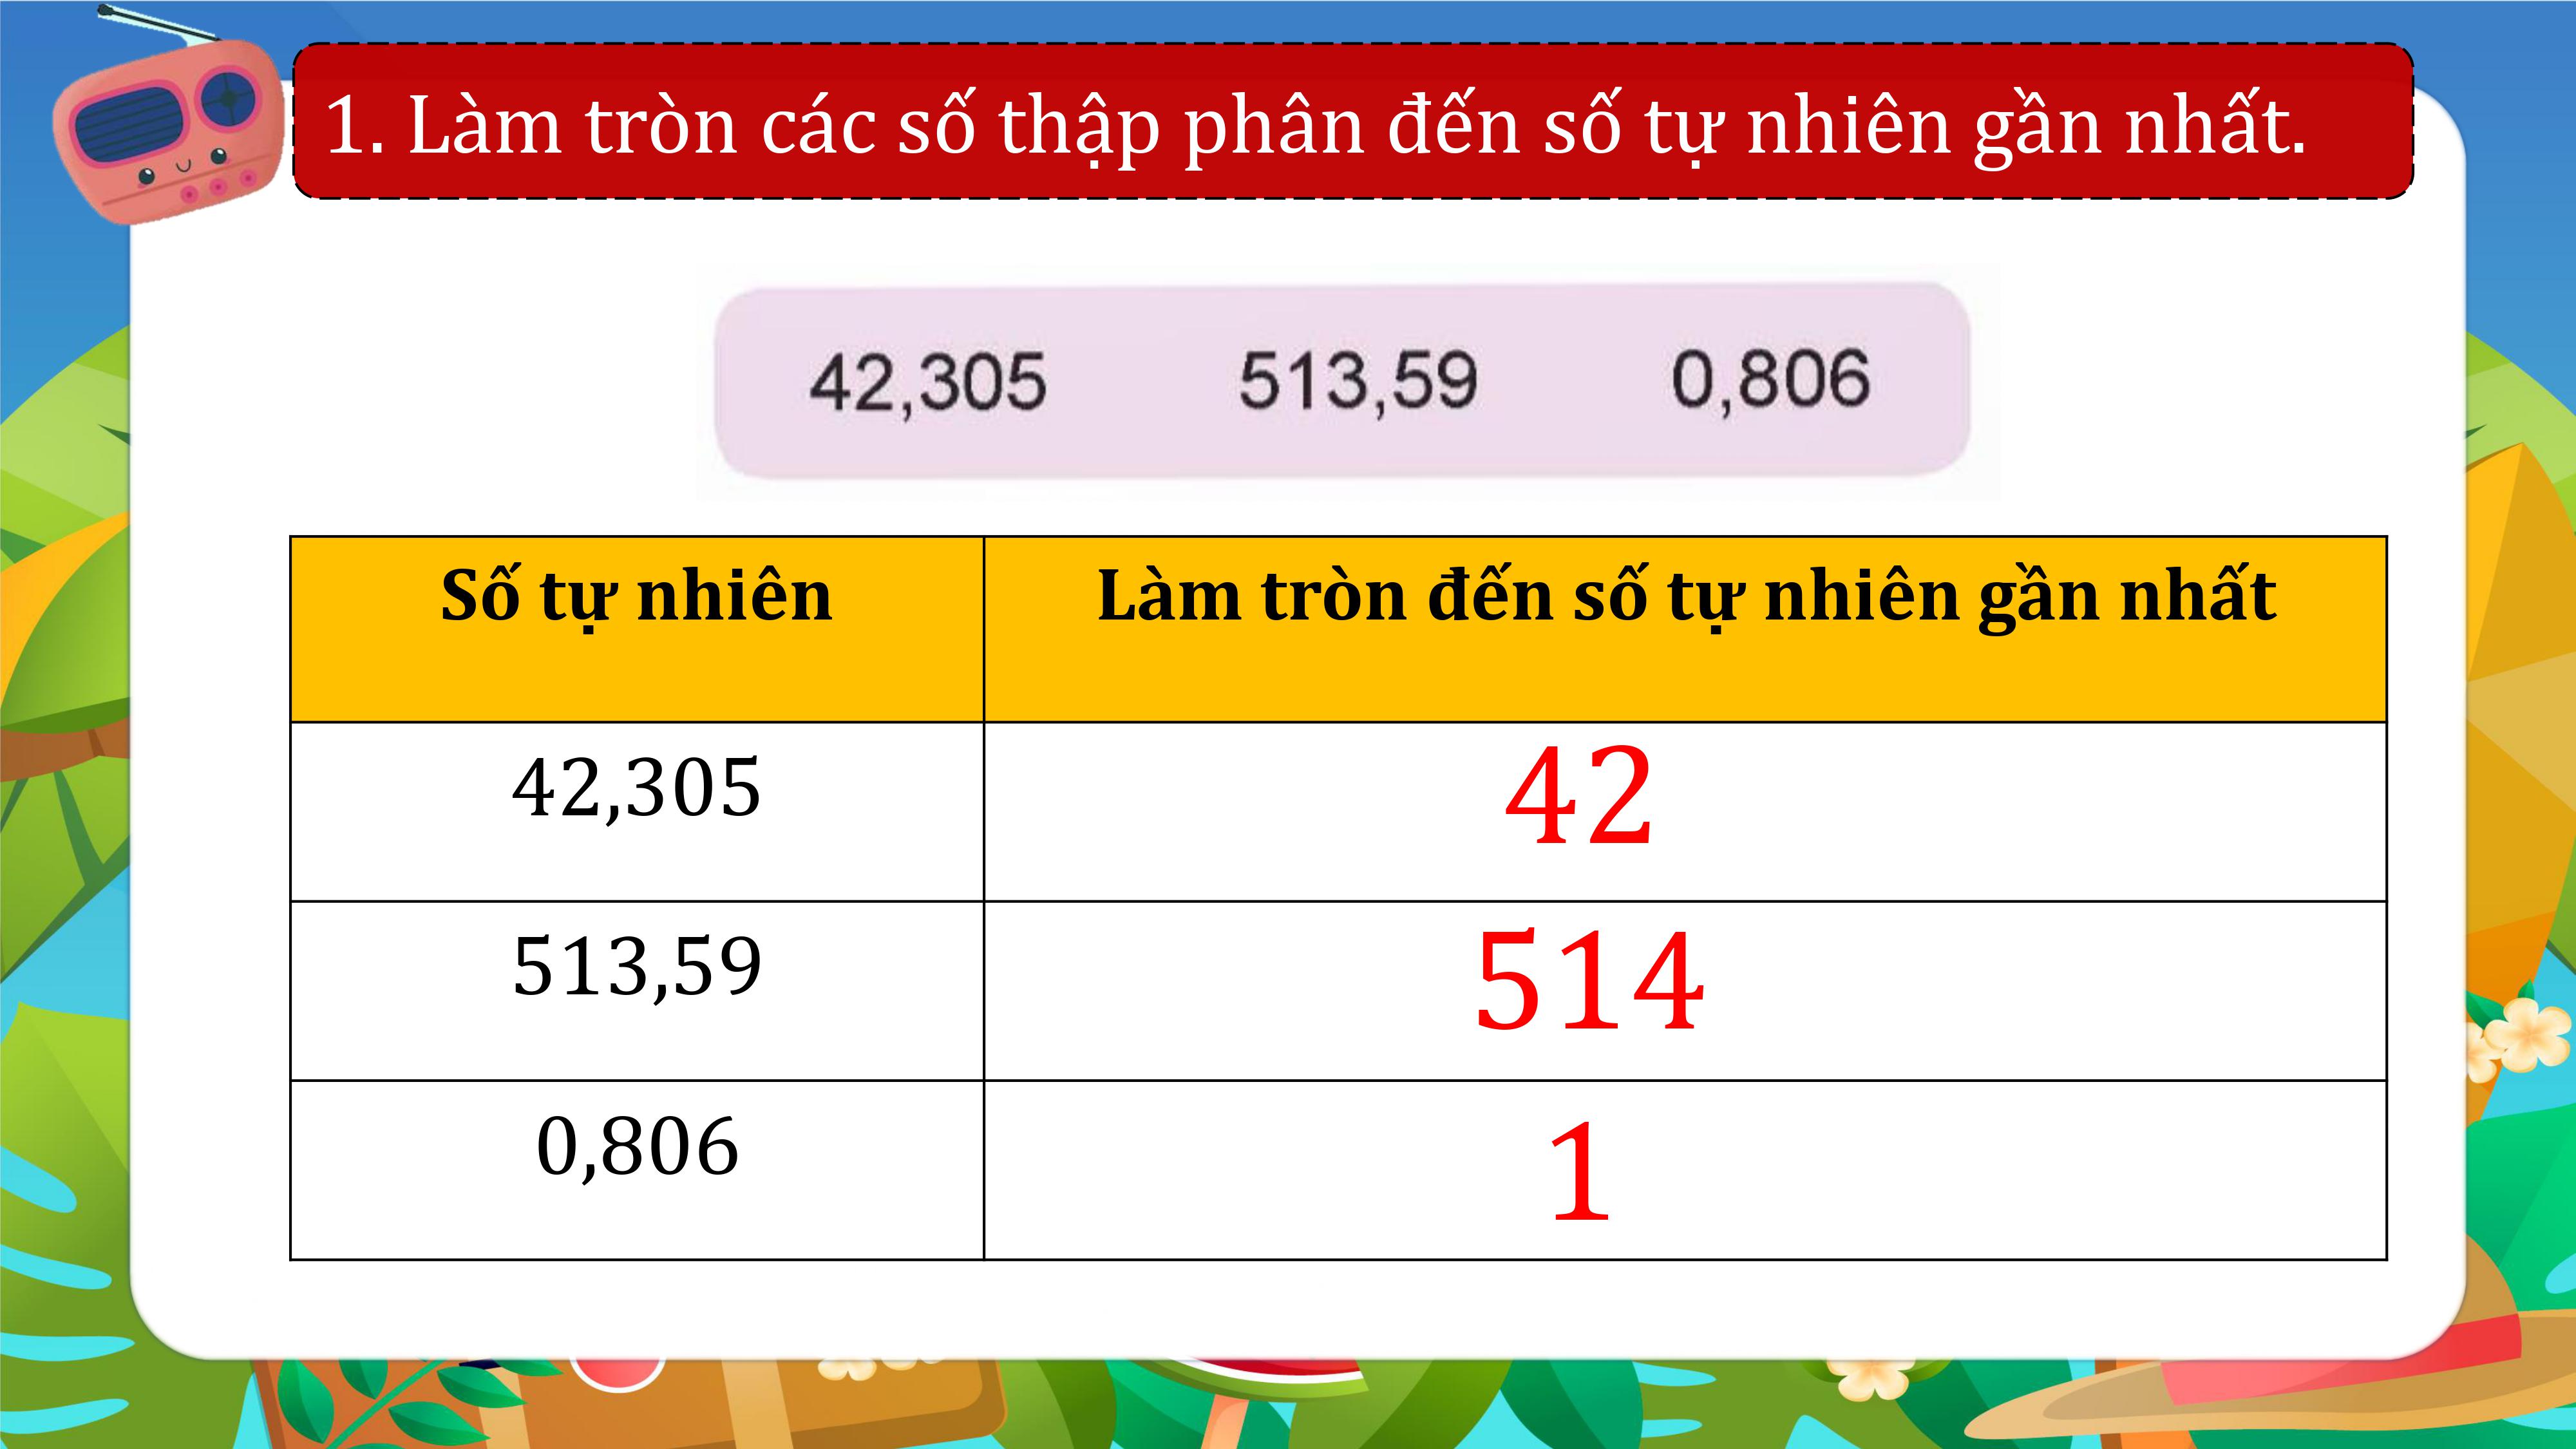 1. Làm tròn các số thập phân đến số tự nhiên gần nhất.
42,305 513,59 0,806
Số tự nhiên Làm tròn đến số tự nhiên gần nhất
42,305 42
513,59 514
0,806 1